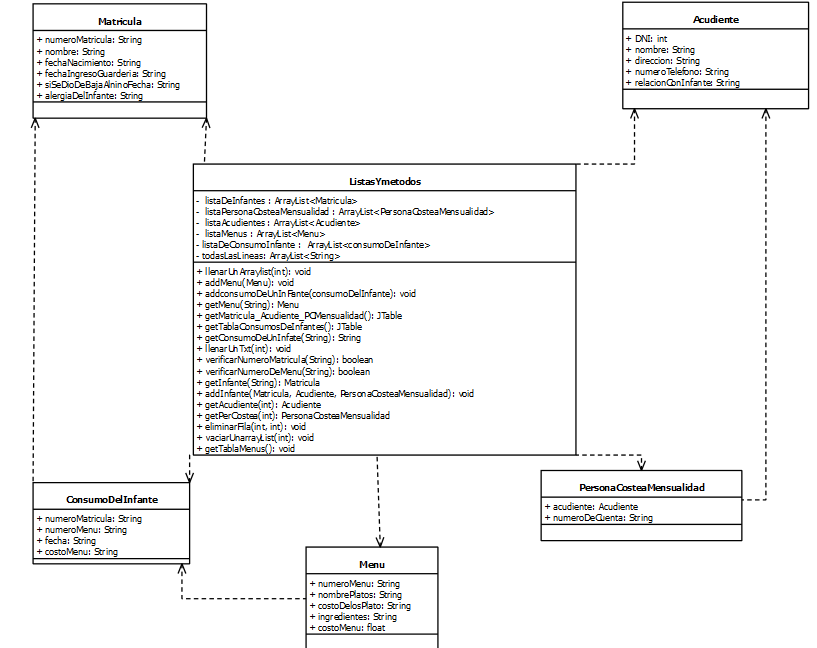 Matricula
+ numeroMatricula: String
+ nombre: String
+ fechaNacimiento: String
+ fechaIngresoGuarderia: String
+ siSeDioDeBajaAlninoFecha: String
+ alergiaDelInfante: String
Acudiente
+ DNI: int
+ nombre: String
+ direccion: String
+ numeroTelefono: String
+ relacionConInfante: String
ListasYmetodos
- listaDeInfantes : ArrayList<Matricula>
- listaPersonaCosteaMensualidad : ArrayList<PersonaCosteaMensualidad>
- listaAcudientes : ArrayList<Acudiente>
- listaMenus : ArrayList<Menu>
- listaDeConsumoInfante : ArrayList<consumoDeInfante>
- todasLasLineas: ArrayList<String>
+ llenarUnArraylist(int): void
+ addMenu(Menu): void
+ addconsumoDeUnInFante(consumoDelInfante): void
+ getMenu(String): Menu
+ getMatricula_Acudiente_PCMensualidad(): JTable
+ getTablaConsumosDeInfantes(): JTable
+ getConsumoDeUnInfate(String): String
+ llenarUnTxt(int): void
+ verificarNumeroMatricula(String): boolean
+ verificarNumeroDeMenu(String): boolean
+ getInfante(String): Matricula
+ addInfante(Matricula, Acudiente, PersonaCosteaMensualidad): void
+ getAcudiente(int): Acudiente
+ getPerCostea(int): PersonaCosteaMensualidad
+ eliminarFila(int, int): void
+ vaciarUnarrayList(int): void
+ getTablaMenus(): void
ConsumoDelInfante
+ numeroMatricula: String
+ numeroMenu: String
+ fecha: String
+ costoMenu: String
PersonaCosteaMensualidad
+ acudiente: Acudiente
+ numeroDeCuenta: String
Menu
+ numeroMenu: String
+ nombrePlatos: String
+ costoDelosPlato: String
+ ingredientes: String
+ costoMenu: float